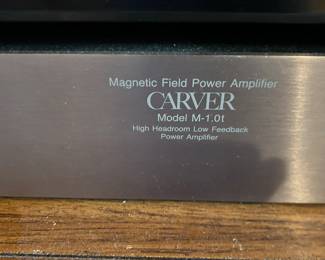 Magnetic Field Power Amplifier
CARVER
Model M-1.0t
High Headroom Low Feedback
Power Amplifier